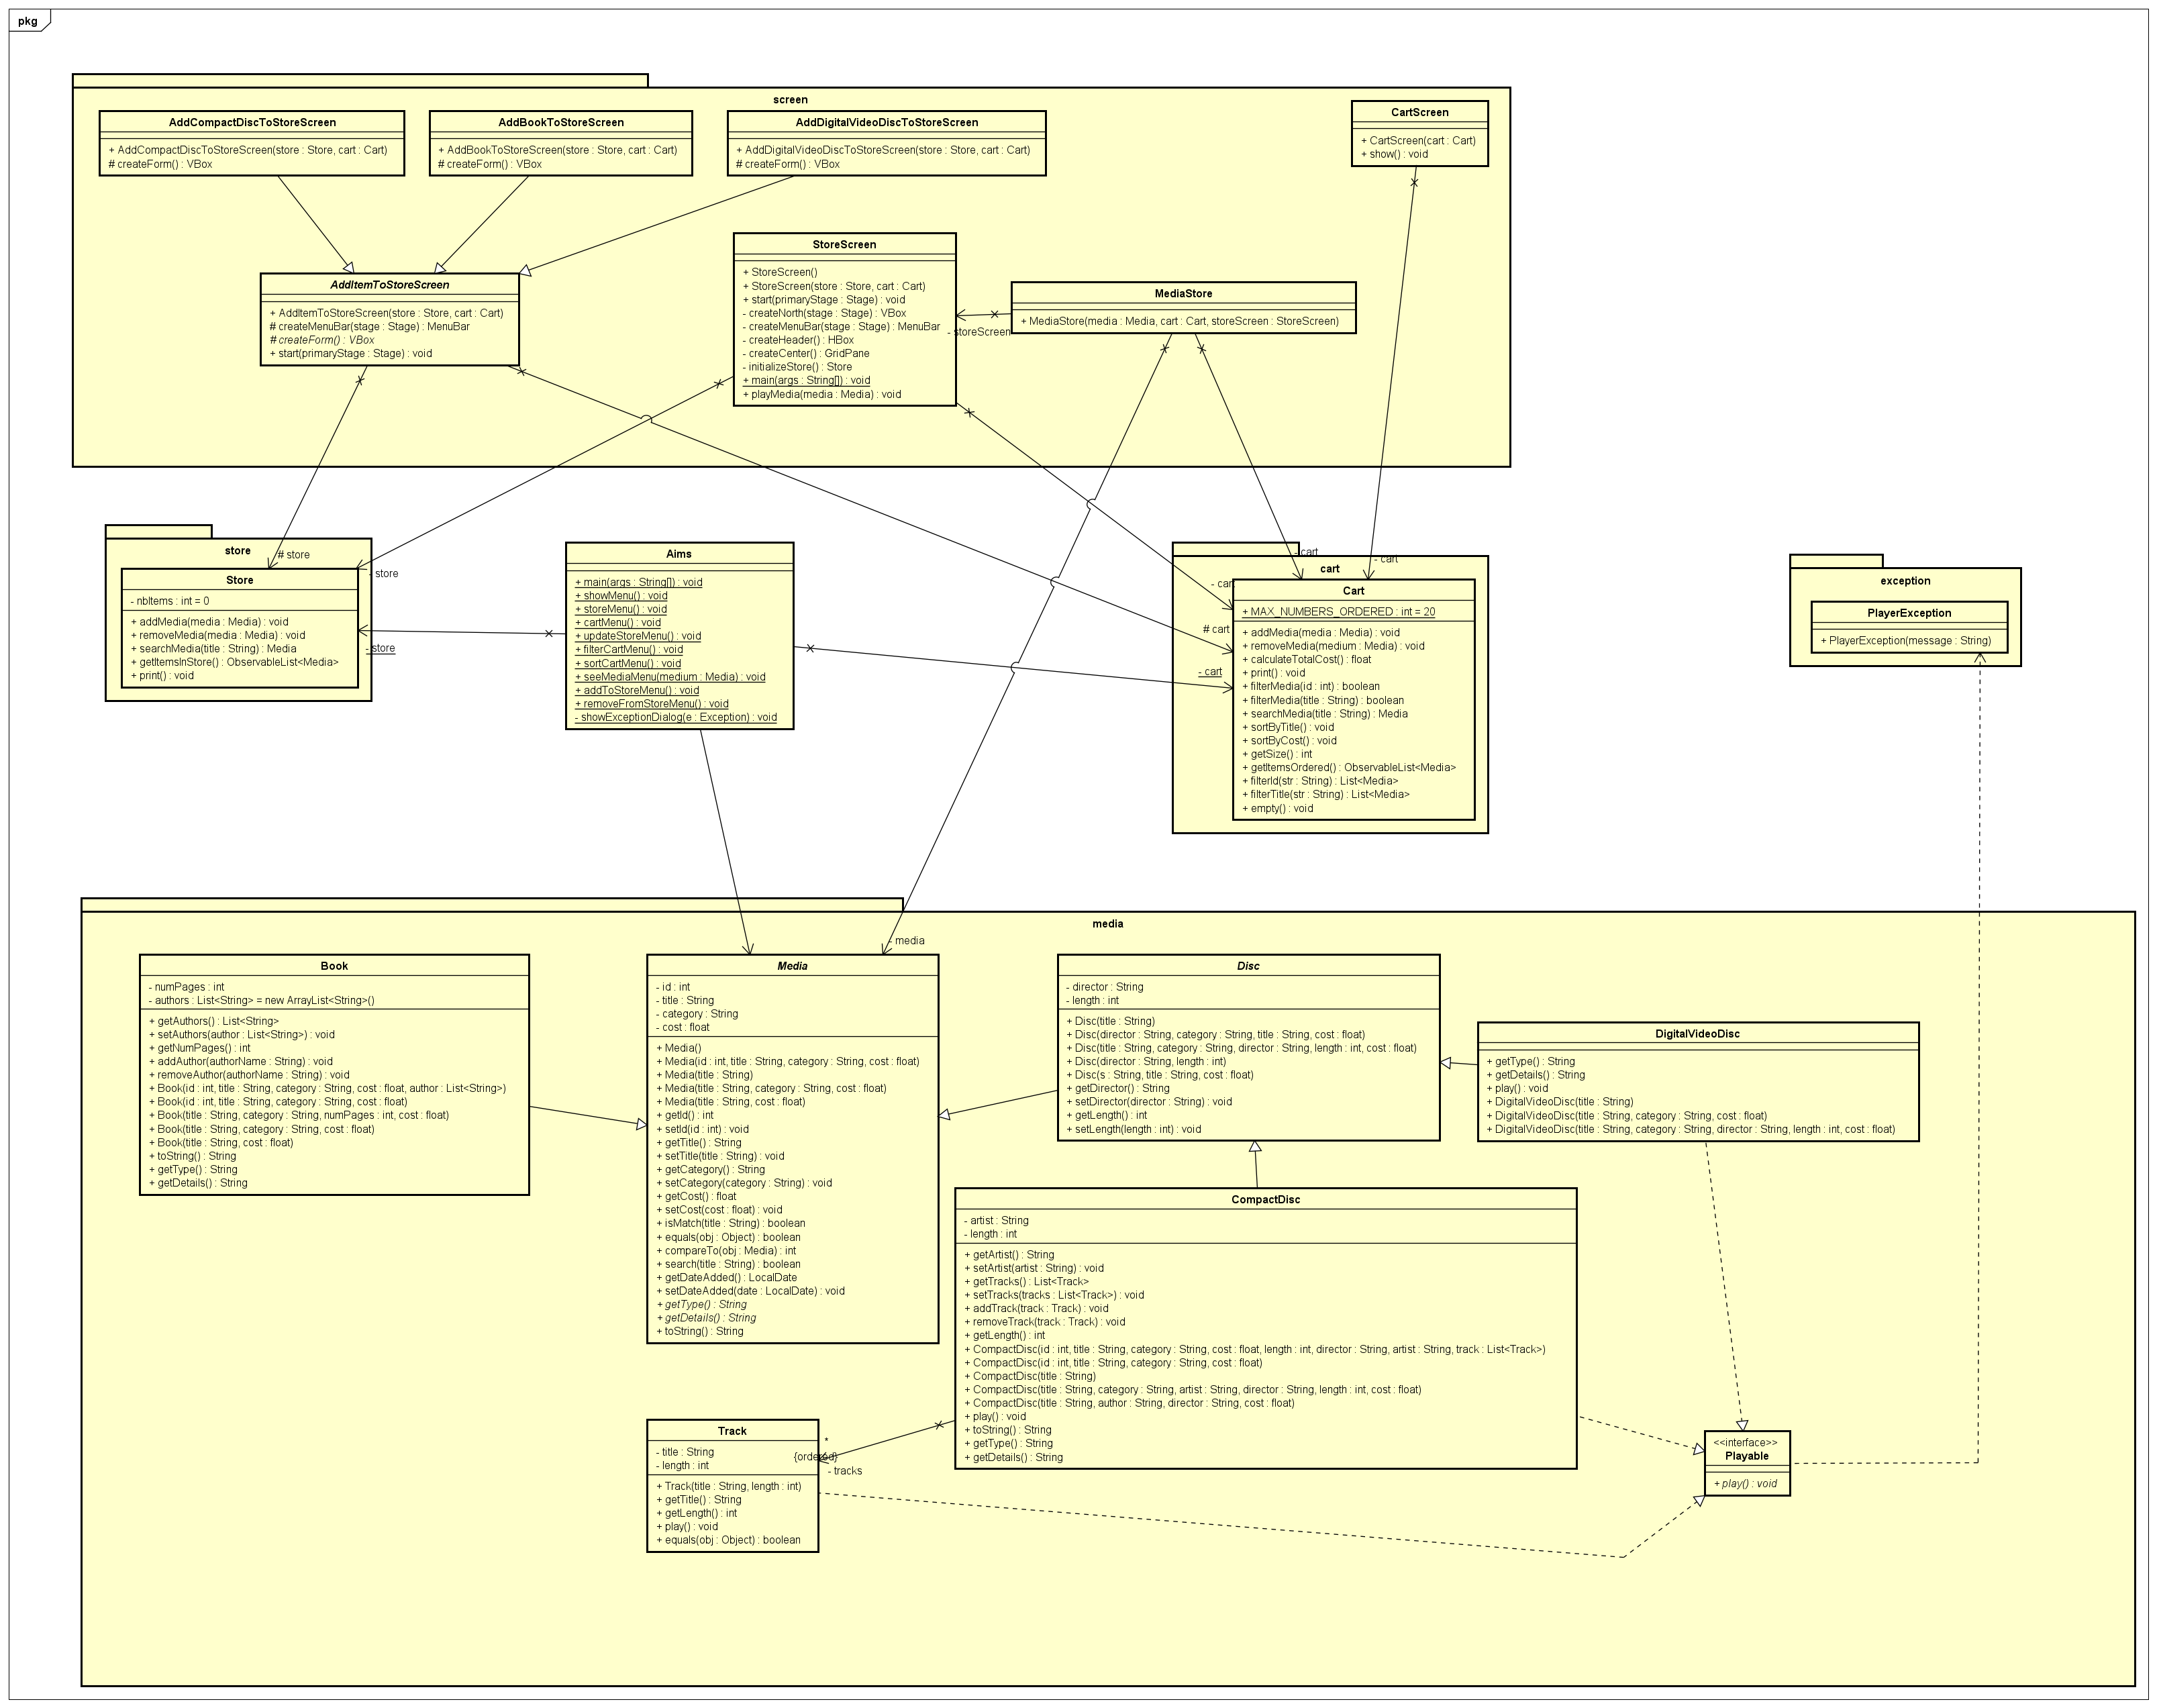 pkg
screen
AddCompactDiscToStoreScreen
+ AddCompactDiscToStoreScreen(store : Store, cart : Cart)
# createForm() : VBox
AddBookToStoreScreen
+ AddBookToStoreScreen(store : Store, cart : Cart)
# createForm() : VBox
AddDigitalVideoDiscToStoreScreen
+ AddDigitalVideoDiscToStoreScreen(store : Store, cart : Cart)
# createForm() : VBox
CartScreen
+ CartScreen(cart : Cart)
+ show() : void
AddItemToStoreScreen
+ AddItemToStoreScreen(store : Store, cart : Cart)
# createMenuBar(stage : Stage) : MenuBar
# createForm() : VBox
+ start(primaryStage : Stage) : void
StoreScreen
+ StoreScreen()
+ StoreScreen(store : Store, cart : Cart)
+ start(primaryStage : Stage) : void
- createNorth(stage : Stage) : VBox
- createMenuBar(stage : Stage) : MenuBar
- createHeader() : HBox
- createCenter() : GridPane
- initializeStore() : Store
+ main(args : String[]) : void
+ playMedia(media : Media) : void
- storeScreen
MediaStore
+ MediaStore(media : Media, cart : Cart, storeScreen : StoreScreen)
store
# store
- store
Store
- nbItems : int = 0
+ addMedia(media : Media) : void
+ removeMedia(media : Media) : void
+ searchMedia(title : String) : Media
+ getItemsInStore() : ObservableList<Media>
+ print() : void
- store
Aims
+ main(args : String[]) : void
+ showMenu() : void
+ storeMenu() : void
+ cartMenu() : void
+ updateStoreMenu() : void
+ filterCartMenu() : void
+ sortCartMenu() : void
+ seeMediaMenu(medium : Media) : void
+ addToStoreMenu() : void
+ removeFromStoreMenu() : void
- showExceptionDialog(e : Exception) : void
- cart
- cart
cart
- cart
# cart
- cart
Cart
+ MAX_NUMBERS_ORDERED : int = 20
+ addMedia(media : Media) : void
+ removeMedia(medium : Media) : void
+ calculateTotalCost() : float
+ print() : void
+ filterMedia(id : int) : boolean
+ filterMedia(title : String) : boolean
+ searchMedia(title : String) : Media
+ sortByTitle() : void
+ sortByCost() : void
+ getSize() : int
+ getItemsOrdered() : ObservableList<Media>
+ filterId(str : String) : List<Media>
+ filterTitle(str : String) : List<Media>
+ empty() : void
exception
PlayerException
+ PlayerException(message : String)
media
Book
- numPages : int
- authors : List<String> = new ArrayList<String>()
+ getAuthors() : List<String>
+ setAuthors(author : List<String>) : void
+ getNumPages() : int
+ addAuthor(authorName : String) : void
+ removeAuthor(authorName : String) : void
+ Book(id : int, title : String, category : String, cost : float, author : List<String>)
+ Book(id : int, title : String, category : String, cost : float)
+ Book(title : String, category : String, numPages : int, cost : float)
+ Book(title : String, category : String, cost : float)
+ Book(title : String, cost : float)
+ toString() : String
+ getType() : String
+ getDetails() : String
- media
Media
- id : int
- title : String
- category : String
- cost : float
+ Media()
+ Media(id : int, title : String, category : String, cost : float)
+ Media(title : String)
+ Media(title : String, category : String, cost : float)
+ Media(title : String, cost : float)
+ getId() : int
+ setId(id : int) : void
+ getTitle() : String
+ setTitle(title : String) : void
+ getCategory() : String
+ setCategory(category : String) : void
+ getCost() : float
+ setCost(cost : float) : void
+ isMatch(title : String) : boolean
+ equals(obj : Object) : boolean
+ compareTo(obj : Media) : int
+ search(title : String) : boolean
+ getDateAdded() : LocalDate
+ setDateAdded(date : LocalDate) : void
+ getType() : String
+ getDetails() : String
+ toString() : String
Disc
- director : String
- length : int
+ Disc(title : String)
+ Disc(director : String, category : String, title : String, cost : float)
+ Disc(title : String, category : String, director : String, length : int, cost : float)
+ Disc(director : String, length : int)
+ Disc(s : String, title : String, cost : float)
+ getDirector() : String
+ setDirector(director : String) : void
+ getLength() : int
+ setLength(length : int) : void
DigitalVideoDisc
+ getType() : String
+ getDetails() : String
+ play() : void
+ DigitalVideoDisc(title : String)
+ DigitalVideoDisc(title : String, category : String, cost : float)
+ DigitalVideoDisc(title : String, category : String, director : String, length : int, cost : float)
CompactDisc
- artist : String
- length : int
+ getArtist() : String
+ setArtist(artist : String) : void
+ getTracks() : List<Track>
+ setTracks(tracks : List<Track>) : void
+ addTrack(track : Track) : void
+ removeTrack(track : Track) : void
+ getLength() : int
+ CompactDisc(id : int, title : String, category : String, cost : float, length : int, director : String, artist : String, track : List<Track>)
+ CompactDisc(id : int, title : String, category : String, cost : float)
+ CompactDisc(title : String)
+ CompactDisc(title : String, category : String, artist : String, director : String, length : int, cost : float)
+ CompactDisc(title : String, author : String, director : String, cost : float)
+ play() : void
+ toString() : String
+ getType() : String
+ getDetails() : String
Track
- title : String
- length : int
+ Track(title : String, length : int)
+ getTitle() : String
+ getLength() : int
+ play() : void
+ equals(obj : Object) : boolean
*
{ordered}
- tracks
<<interface>>
Playable
+ play() : void